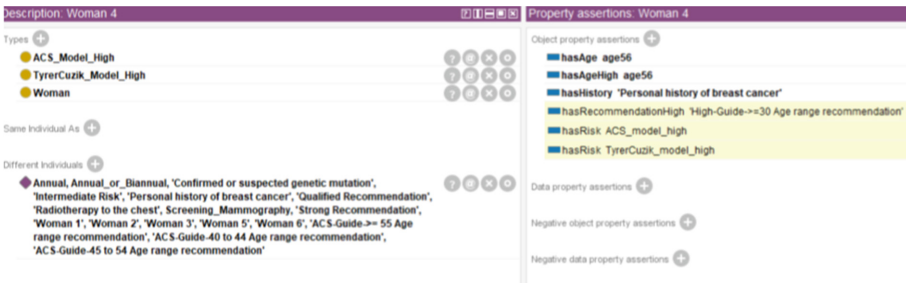 Description: Woman 4
Types
ACS_Model_High
TyrerCuzik_Model_High
Woman
Same Individual As
Different Individuals
Annual, Annual_or_Biannual, 'Confirmed or suspected genetic mutation',
'Intermediate Risk', 'Personal history of breast cancer', 'Qualified Recommendation',
'Radiotherapy to the chest', Screening_Mammography, 'Strong Recommendation',
'Woman 1', 'Woman 2', 'Woman 3', 'Woman 5', 'Woman 6', 'ACS-Guide->= 55 Age
range recommendation', 'ACS-Guide-40 to 44 Age range recommendation',
'ACS-Guide-45 to 54 Age range recommendation'
Property assertions: Woman 4
Object property assertions
hasAge age56
hasAgeHigh age56
hasHistory 'Personal history of breast cancer'
hasRecommendationHigh 'High-Guide->=30 Age range recommendation'
hasRisk ACS_model_high
hasRisk TyrerCuzik_model_high
Data property assertions
Negative object property assertions
Negative data property assertions